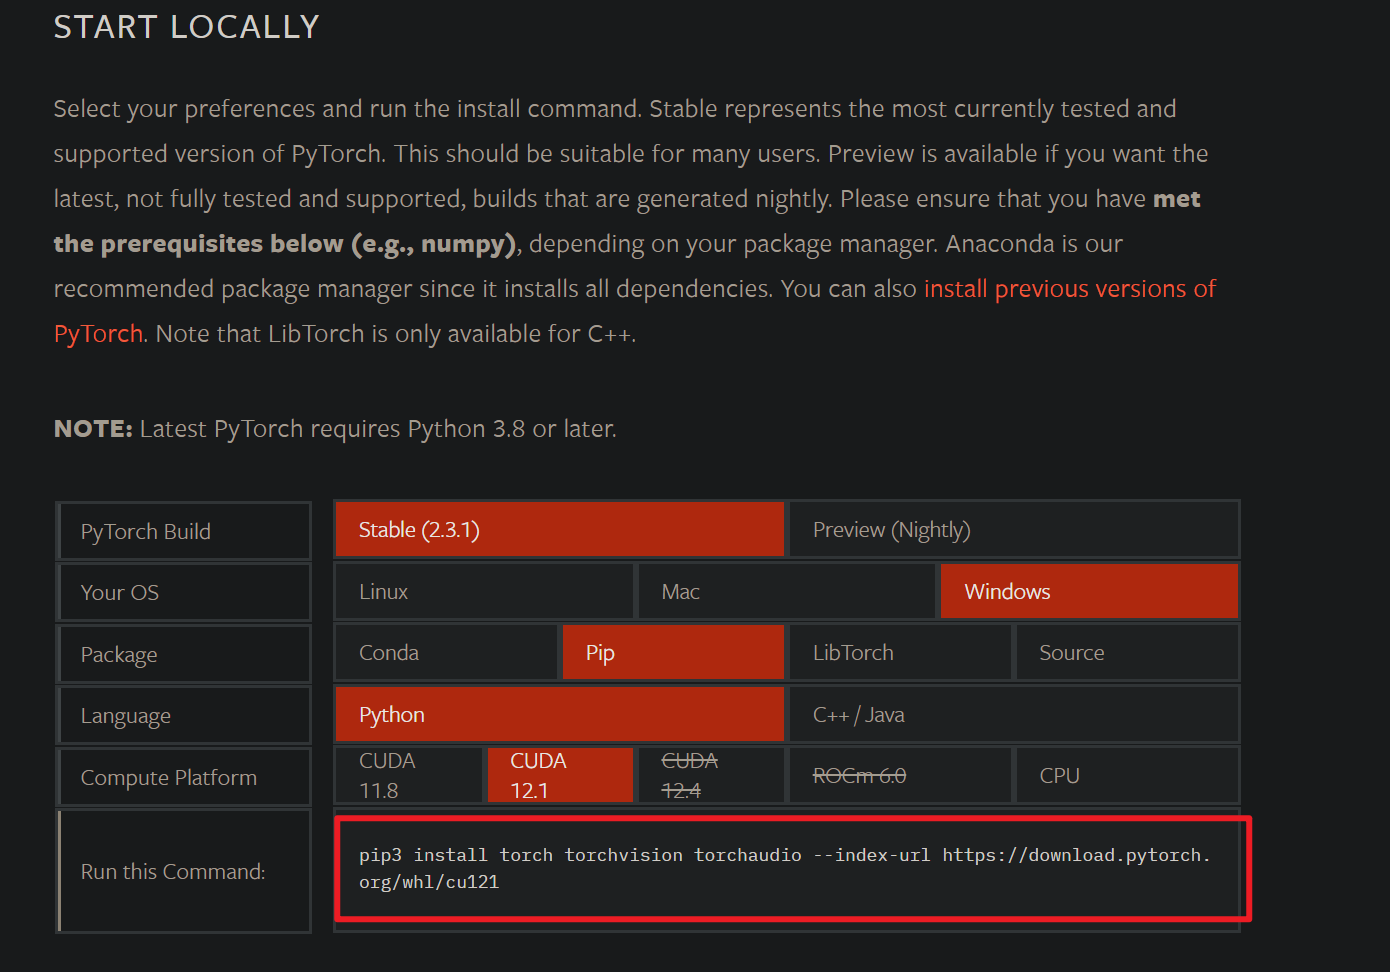 START LOCALLY
Select your preferences and run the install command. Stable represents the most currently tested and
supported version of PyTorch. This should be suitable for many users. Preview is available if you want the
latest, not fully tested and supported, builds that are generated nightly. Please ensure that you have met
the prerequisites below (e.g., numpy), depending on your package manager. Anaconda is our
recommended package manager since it installs all dependencies. You can also install previous versions of
PyTorch. Note that LibTorch is only available for C++.
NOTE: Latest PyTorch requires Python 3.8 or later.
PyTorch Build
Stable (2.3.1)
Preview (Nightly)
Your OS
Linux
Mac
Windows
Package
Conda
Pip
LibTorch
Source
Language
Python
C++ / Java
Compute Platform
CUDA
11.8
CUDA
12.1
CUDA
12.4
ROCm 6.0
CPU
Run this Command:
pip3 install torch torchvision torchaudio --index-url https://download.pytorch.
org/whl/cu121